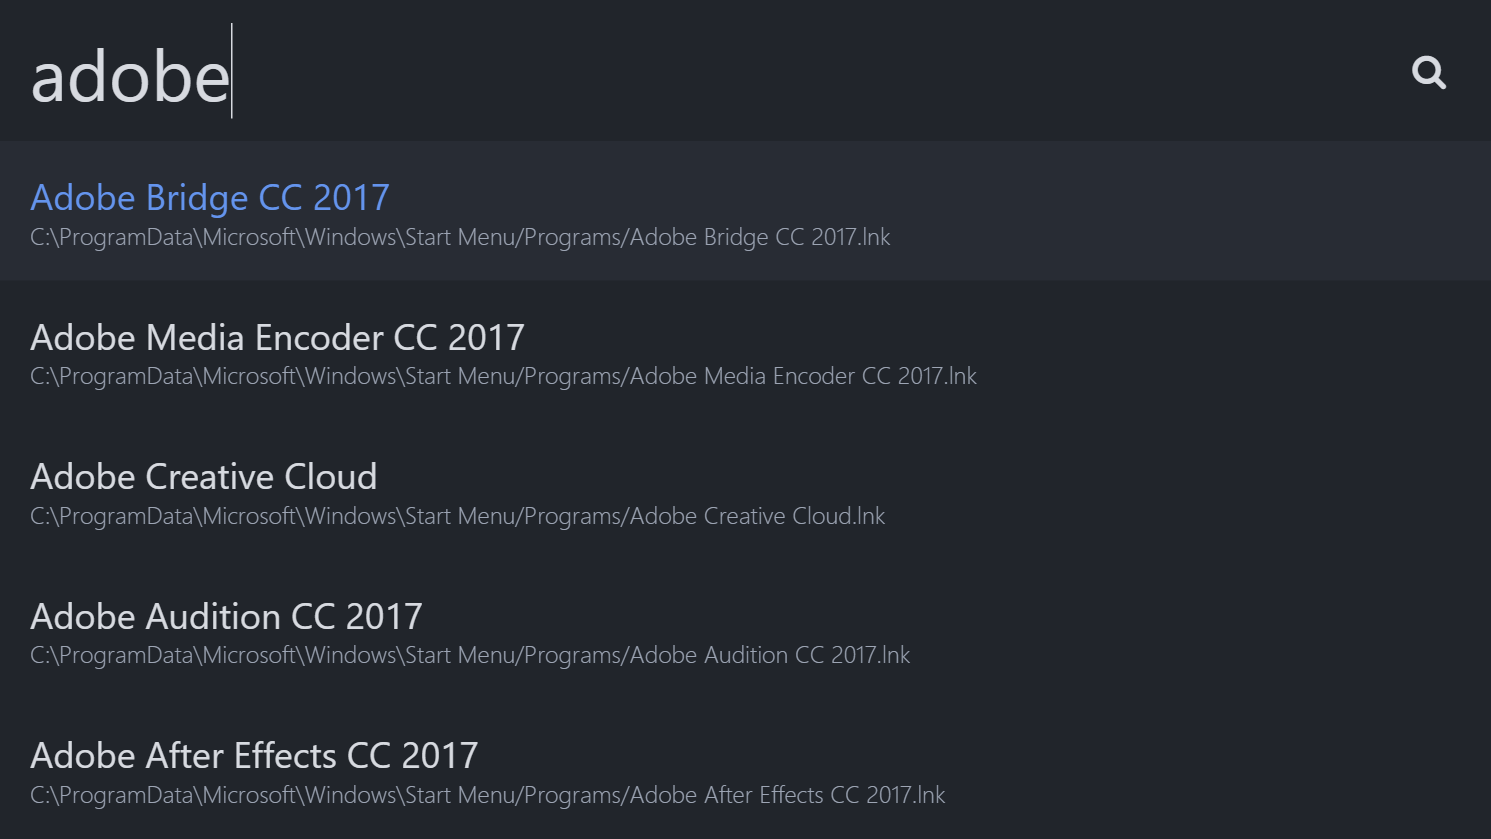 adobe
Adobe Bridge CC 2017
C:\ProgramData\Microsoft\Windows\Start Menu/Programs/Adobe Bridge CC 2017.lnk
Adobe Media Encoder CC 2017
C:\ProgramData\Microsoft\Windows\Start Menu/Programs/Adobe Media Encoder CC 2017.lnk
Adobe Creative Cloud
C:\ProgramData\Microsoft\Windows\Start Menu/Programs/Adobe Creative Cloud.lnk
Adobe Audition CC 2017
C:\ProgramData\Microsoft\Windows\Start Menu/Programs/Adobe Audition CC 2017.lnk
Adobe After Effects CC 2017
C:\ProgramData\Microsoft\Windows\Start Menu/Programs/Adobe After Effects CC 2017.lnk